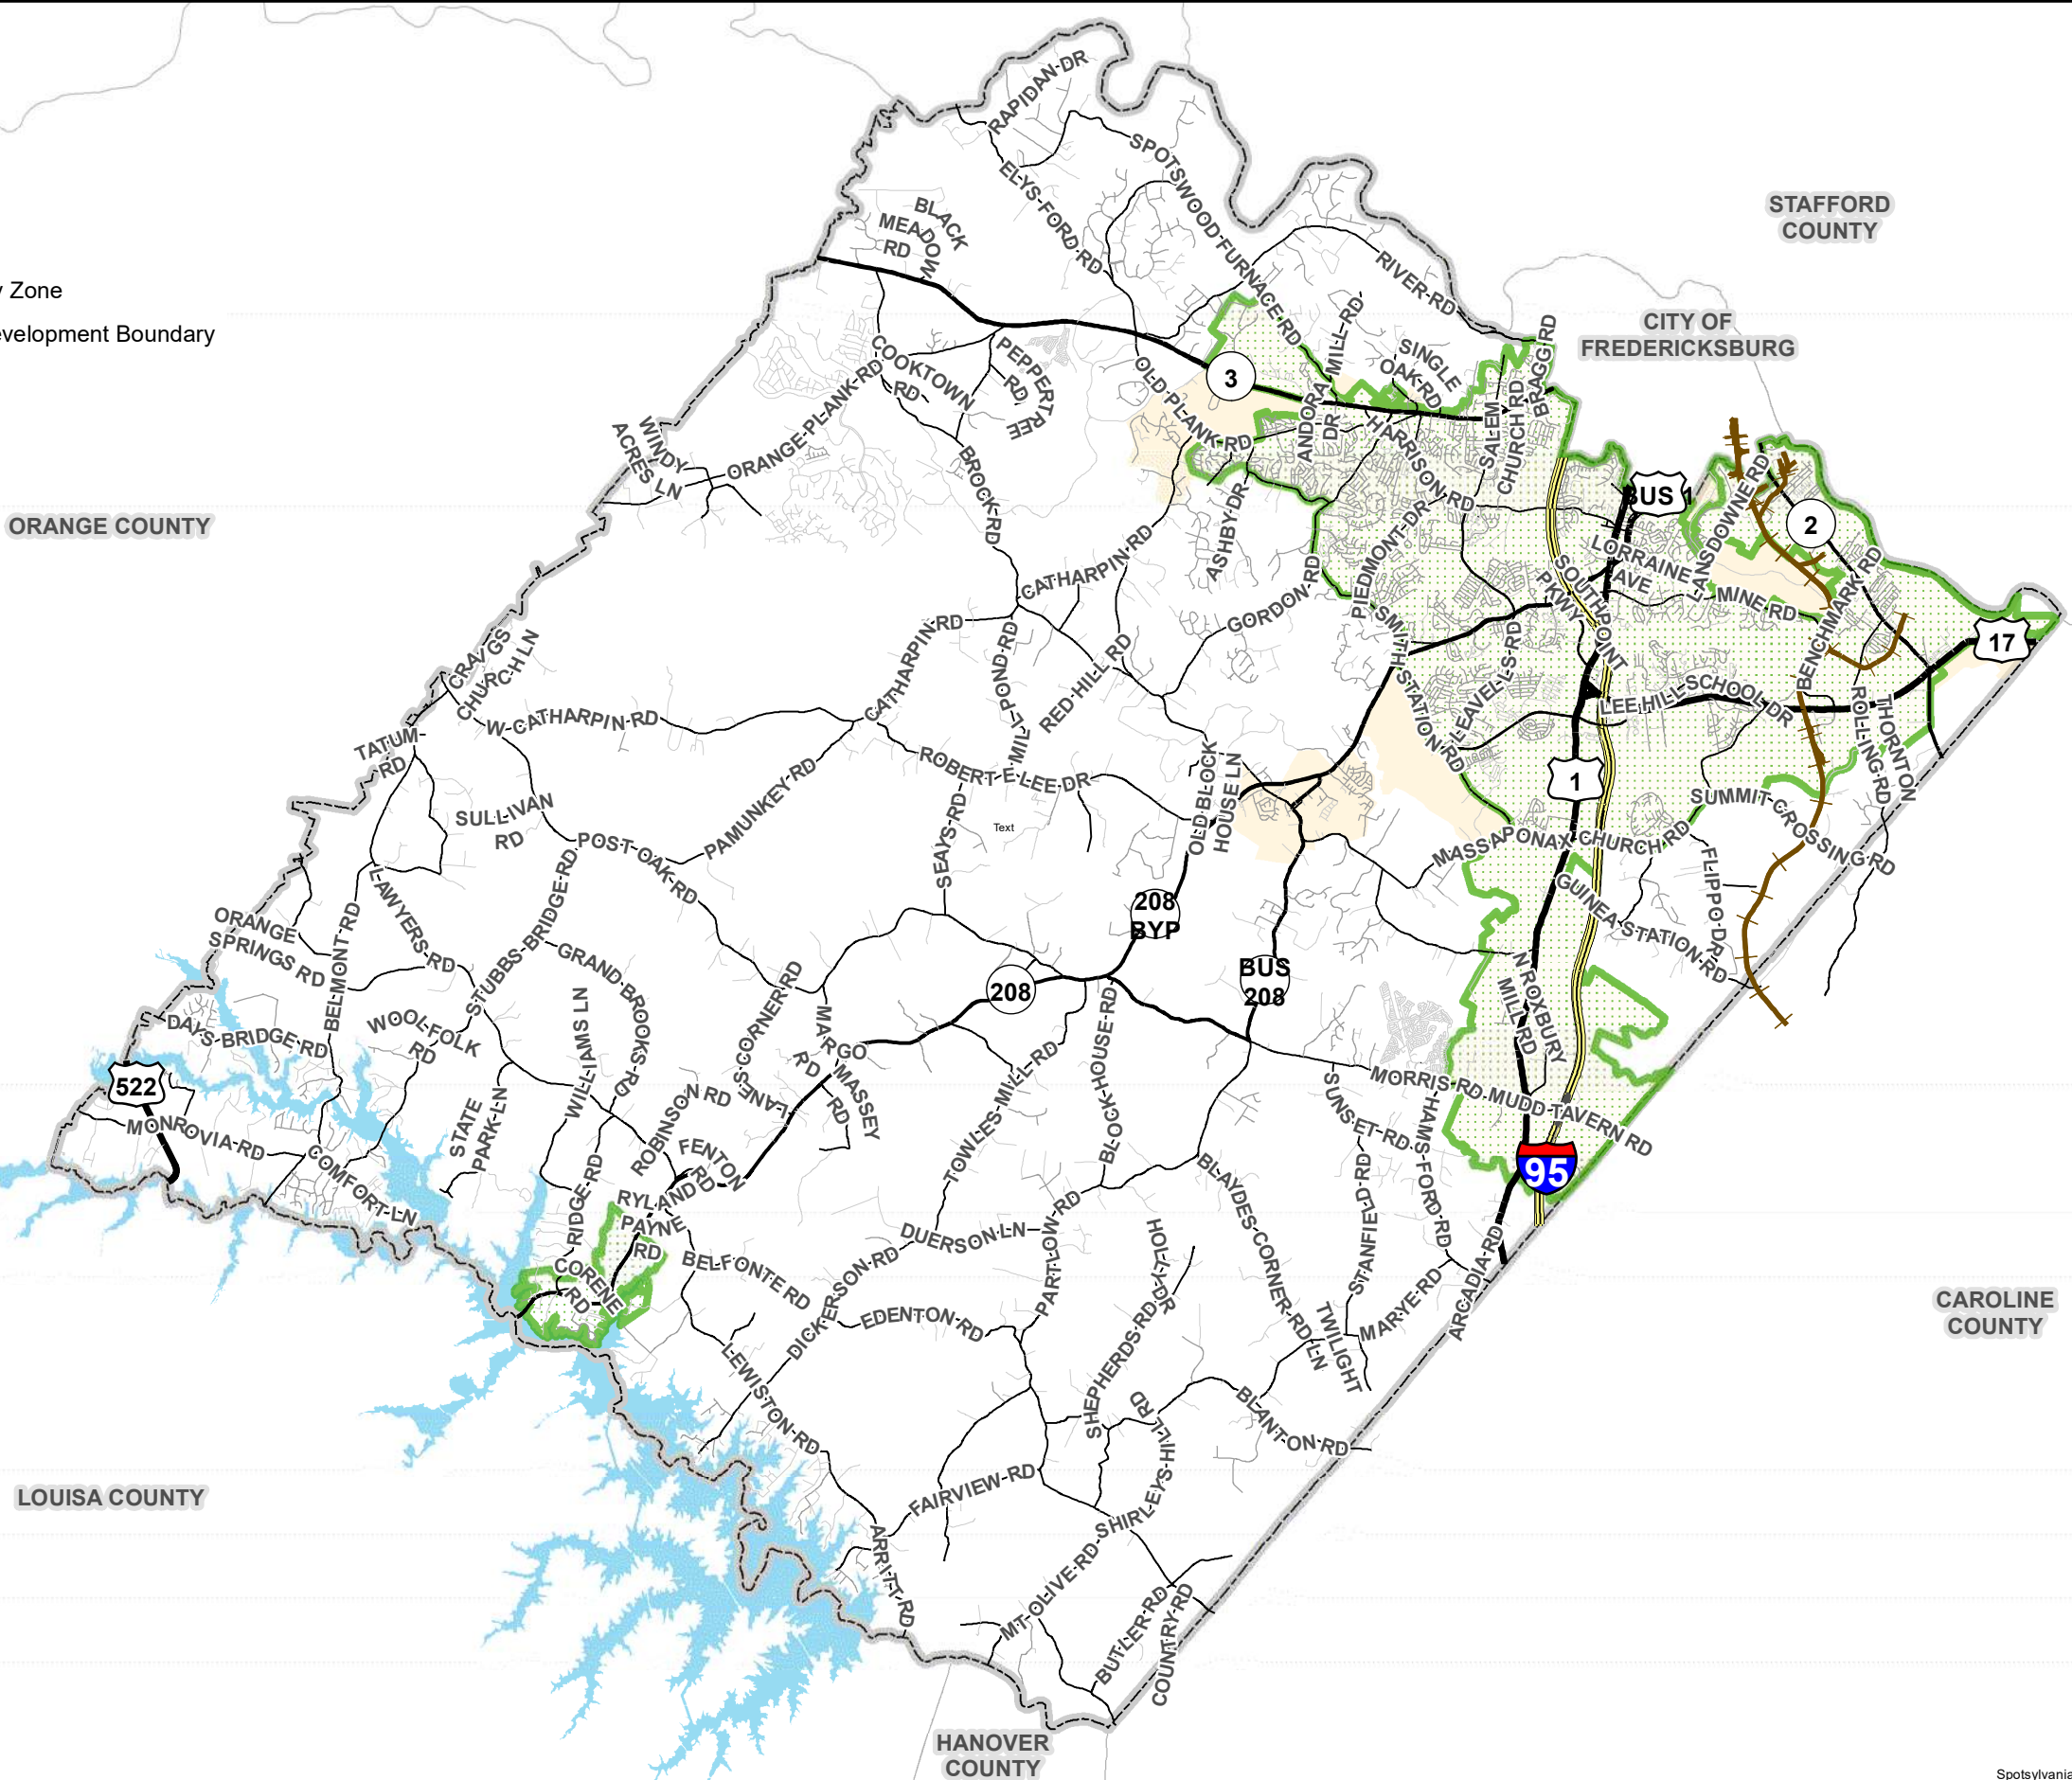 RAPIDAN DR
SPOTSWOOD FURNACE RD
ELYS FORD RD
STAFFORD
COUNTY
BLACK
MEADOW
RD
RIVER RD
Zone
Development Boundary
CITY OF
FREDERICKSBURG
3
ANDORA
DR
MILL RD
SINGLE
OAK RD
BRAGG RD
SALEM
CHURCH RD
HARRISON RD
OLD PLANK RD
COOKTOWN
RD
PEPPERTREE
RD
ORANGE PLANK RD
WINDY
ACRES LN
BROCK RD
ORANGE COUNTY
BUS 1
LANSDOWNE RD
2
ASHBY DR
PIEDMONT DR
LORRAINE
AVE
SOUTHPOINT
PKWY
MINE RD
BENCHMARK RD
17
CATHARPIN RD
GORDON RD
CATHARPIN RD
CRAIGS
CHURCH LN
W CATHARPIN RD
MILL POND RD
RED HILL RD
SMITH STATION RD
LEAVELLS RD
LEE HILL SCHOOL DR
ROLLING RD
THORNTON
TATUM
RD
ROBERT E LEE DR
OLD BLOCK
HOUSE LN
1
SUMMIT CROSSING RD
SULLIVAN
RD
PAMUNKEY RD
POST OAK RD
SEAYS RD
Text
MASSAPONAX CHURCH RD
FLIPPO DR
GUINEA STATION RD
LAWYERS RD
STUBBS BRIDGE RD
208
BYP
BUS
208
ORANGE
SPRINGS RD
BELMONT RD
GRAND BROOKS RD
208
N ROXBURY
MILL RD
DAYS BRIDGE RD
WOOLFOLK
RD
WILLIAMS LN
LANES CORNER RD
MARGO
RD
BLOCK HOUSE RD
522
MONROVIA RD
STATE
PARK LN
ROBINSON RD
MASSEY
RD
TOWLES MILL RD
MORRIS RD
MUDD TAVERN RD
SUNSET RD
HAMS FORD RD
95
FENTON
RD
COMFORT LN
RIDGE RD
RYLAND
PAYNE
RD
CORENE
RD
BELFONTE RD
DICKERSON RD
DUERSON LN
PARTLOW RD
HOLLY DR
BLAYDES CORNER RD
STANFIELD RD
MARYE RD
ARCADIA RD
CAROLINE
COUNTY
EDENTON RD
SHEPHERDS RD
TWILIGHT
LN
LEWISTON RD
BLANTON RD
LOUISA COUNTY
FAIRVIEW RD
SHIRLEYS HILL RD
ARRITT RD
MT OLIVE RD
BUTLER RD
COUNTRY RD
HANOVER
COUNTY
Spotsylvania